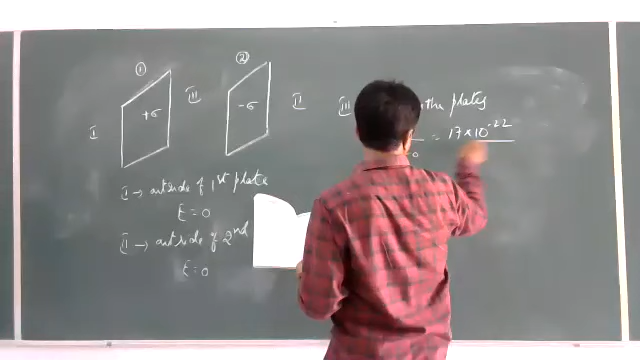 ① ②
I +σ III -σ II
III the plates
= 17×10⁻²²
I → outside of 1st plate
E = 0
II → outside of 2nd
E = 0